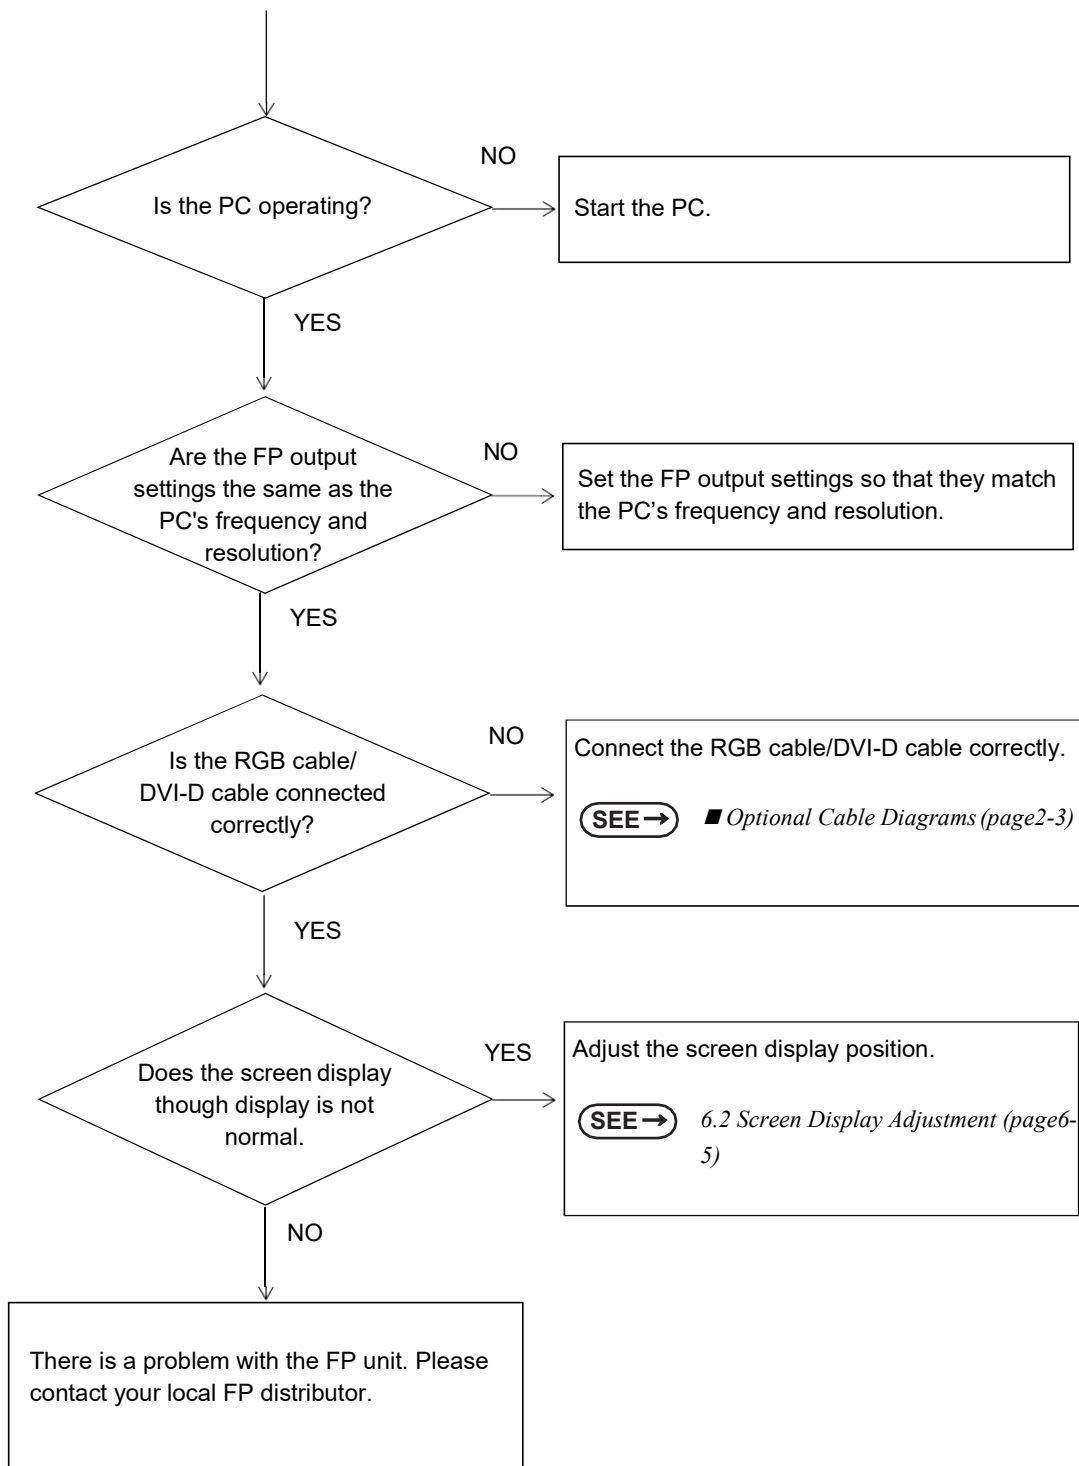 Is the PC operating?
NO
Start the PC.
YES
Are the FP output
settings the same as the
PC's frequency and
resolution?
NO
Set the FP output settings so that they match
the PC’s frequency and resolution.
YES
Is the RGB cable/
DVI-D cable connected
correctly?
NO
Connect the RGB cable/DVI-D cable correctly.
SEE→ ■ Optional Cable Diagrams (page2-3)
YES
Does the screen display
though display is not
normal.
YES
Adjust the screen display position.
SEE→ 6.2 Screen Display Adjustment (page6-
5)
NO
There is a problem with the FP unit. Please
contact your local FP distributor.